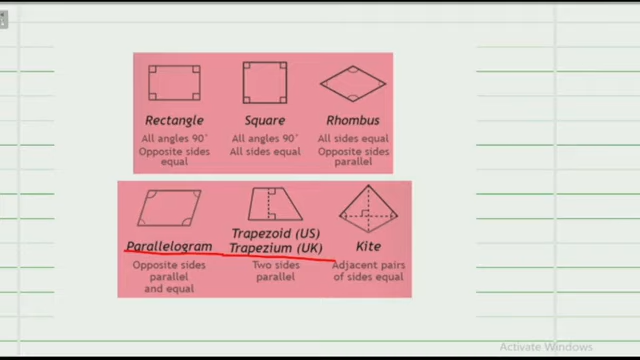 Rectangle
Square
Rhombus
All angles 90°
Opposite sides
equal
All angles 90°
All sides equal
All sides equal
Opposite sides
parallel
Parallelogram
Trapezoid (US)
Trapezium (UK)
Kite
Opposite sides
parallel
and equal
Two sides
parallel
Adjacent pairs
of sides equal
Activate Windows